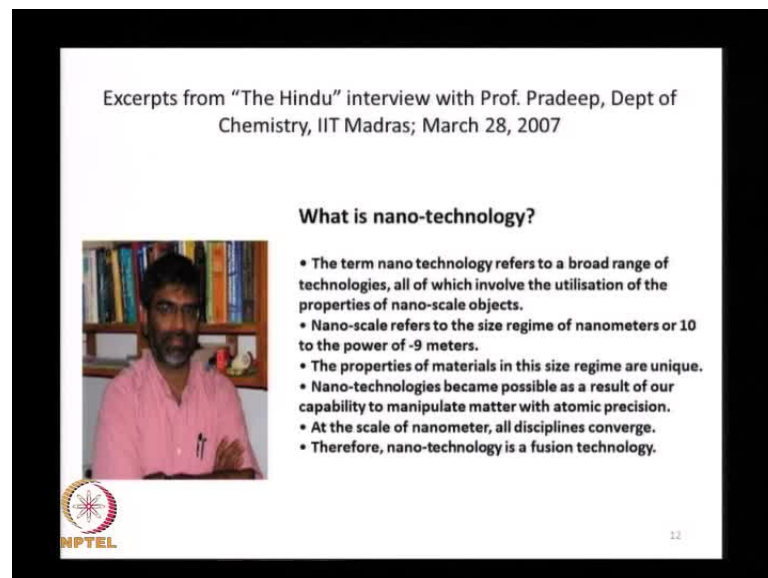 Excerpts from “The Hindu” interview with Prof. Pradeep, Dept of
Chemistry, IIT Madras; March 28, 2007
What is nano-technology?
• The term nano technology refers to a broad range of
technologies, all of which involve the utilisation of the
properties of nano-scale objects.
• Nano-scale refers to the size regime of nanometers or 10
to the power of -9 meters.
• The properties of materials in this size regime are unique.
• Nano-technologies became possible as a result of our
capability to manipulate matter with atomic precision.
• At the scale of nanometer, all disciplines converge.
• Therefore, nano-technology is a fusion technology.
NPTEL
12